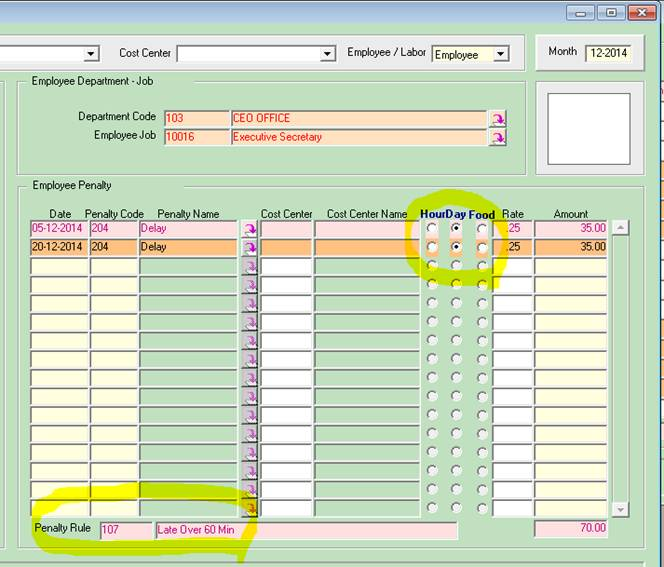 Cost Center Employee / Labor Employee Month 12-2014
Employee Department - Job
Department Code 103 CEO OFFICE
Employee Job 10016 Executive Secretary
Employee Penalty
Date Penalty Code Penalty Name Cost Center Cost Center Name Hour Day Food Rate Amount
05-12-2014 204 Delay .25 35.00
20-12-2014 204 Delay .25 35.00
Penalty Rule 107 Late Over 60 Min 70.00